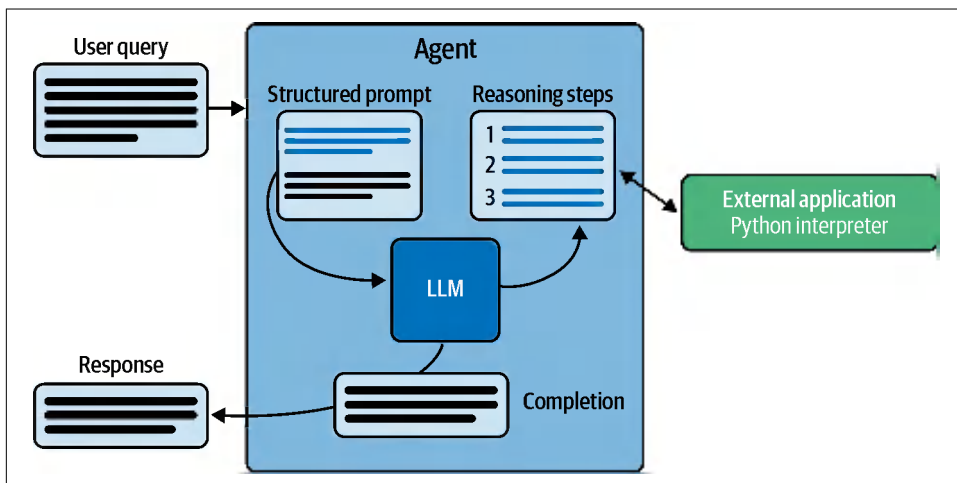 User query
Agent
Structured prompt
Reasoning steps
1
2
3
External application
Python interpreter
LLM
Response
Completion